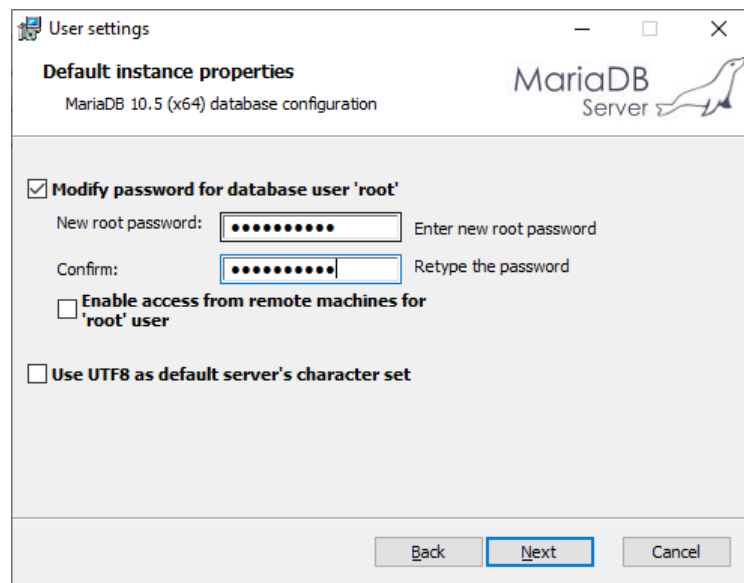 User settings
Default instance properties
MariaDB 10.5 (x64) database configuration
MariaDB
Server
Modify password for database user 'root'
New root password: ●●●●●●●●●● Enter new root password
Confirm: ●●●●●●●●●● Retype the password
Enable access from remote machines for
'root' user
Use UTF8 as default server's character set
Back Next Cancel